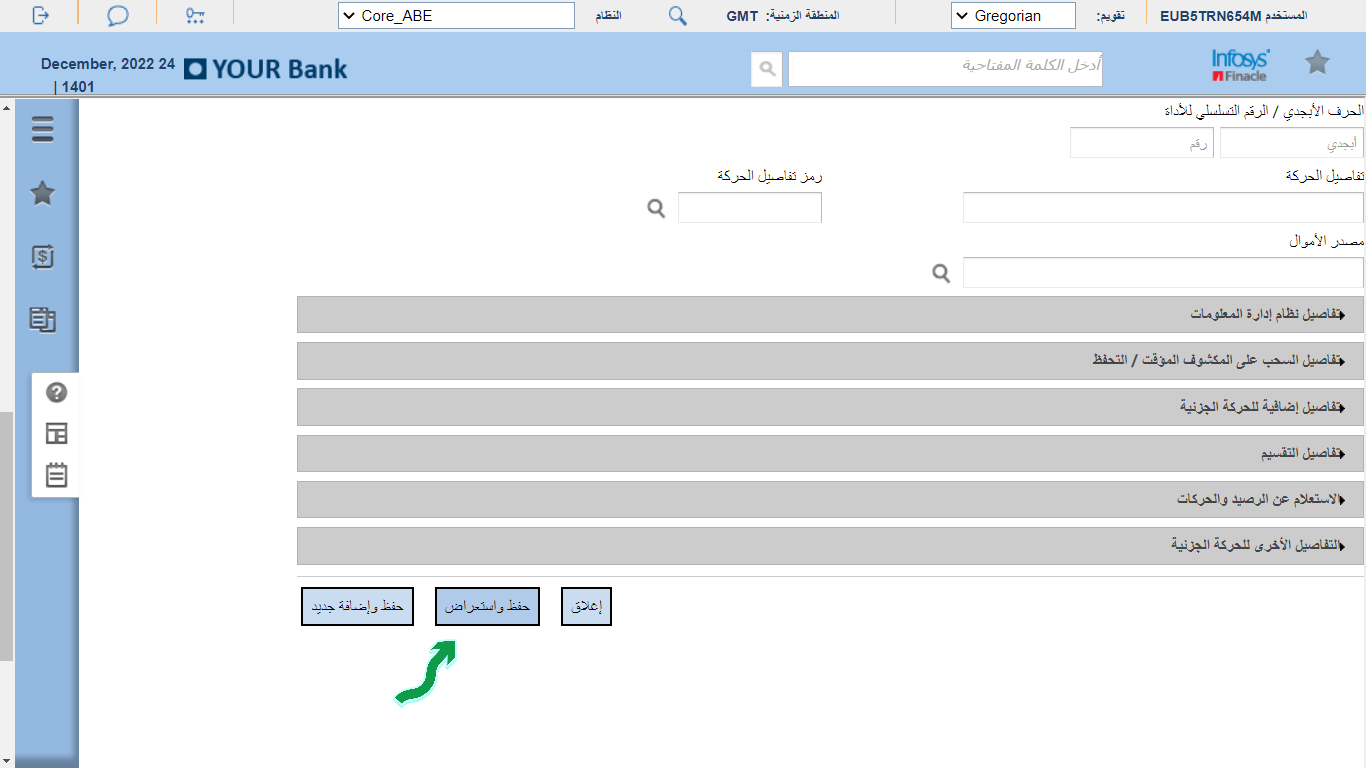 المستخدم EUB5TRN654M
تقويم:
Gregorian
المنطقة الزمنية: GMT
النظام
Core_ABE
Infosys
Finacle
أدخل الكلمة المفتاحية
YOUR Bank
December, 2022 24
| 1401
الحرف الأبجدي / الرقم التسلسلي للأداة
أبجدي
رقم
تفاصيل الحركة
رمز تفاصيل الحركة
مصدر الأموال
تفاصيل نظام إدارة المعلومات
تفاصيل السحب على المكشوف المؤقت / التحفظ
تفاصيل إضافية للحركة الجزئية
تفاصيل التقسيم
الاستعلام عن الرصيد والحركات
التفاصيل الأخرى للحركة الجزئية
إغلاق
حفظ واستعراض
حفظ وإضافة جديد